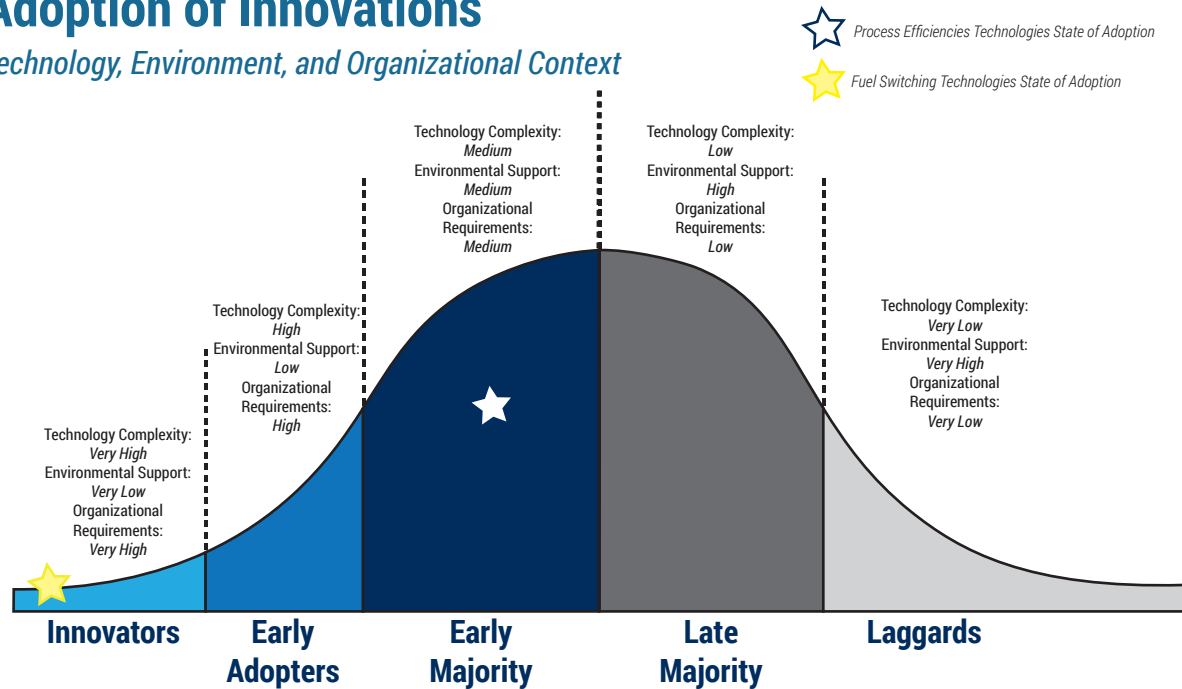 Adoption of Innovations
echnology, Environment, and Organizational Context
Process Efficiencies Technologies State of Adoption
Fuel Switching Technologies State of Adoption
Technology Complexity:
Medium
Environmental Support:
Medium
Organizational
Requirements:
Medium
Technology Complexity:
Low
Environmental Support:
High
Organizational
Requirements:
Low
Technology Complexity:
High
Environmental Support:
Low
Organizational
Requirements:
High
Technology Complexity:
Very Low
Environmental Support:
Very High
Organizational
Requirements:
Very Low
Technology Complexity:
Very High
Environmental Support:
Very Low
Organizational
Requirements:
Very High
Innovators
Early
Adopters
Early
Majority
Late
Majority
Laggards